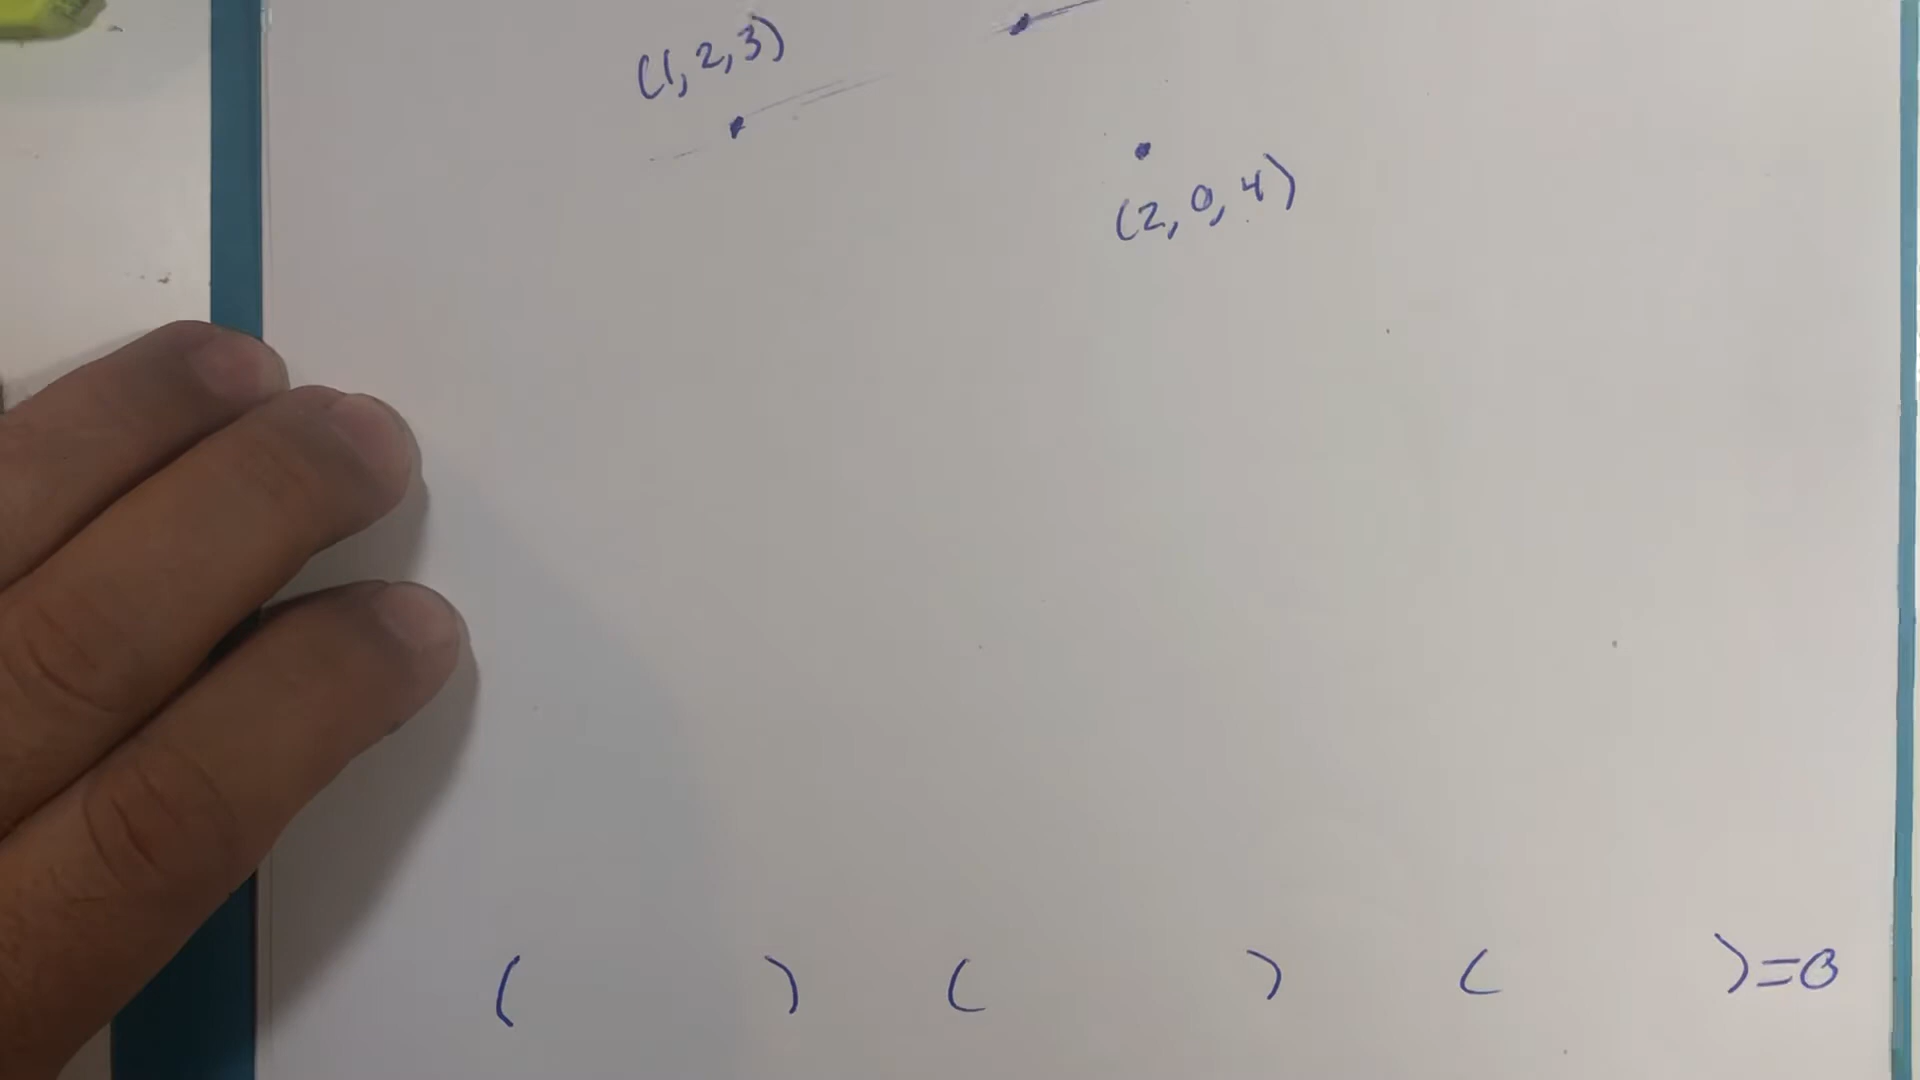 (1, 2, 3)
(2, 0, 4)
( ) ( ) ( ) = 0